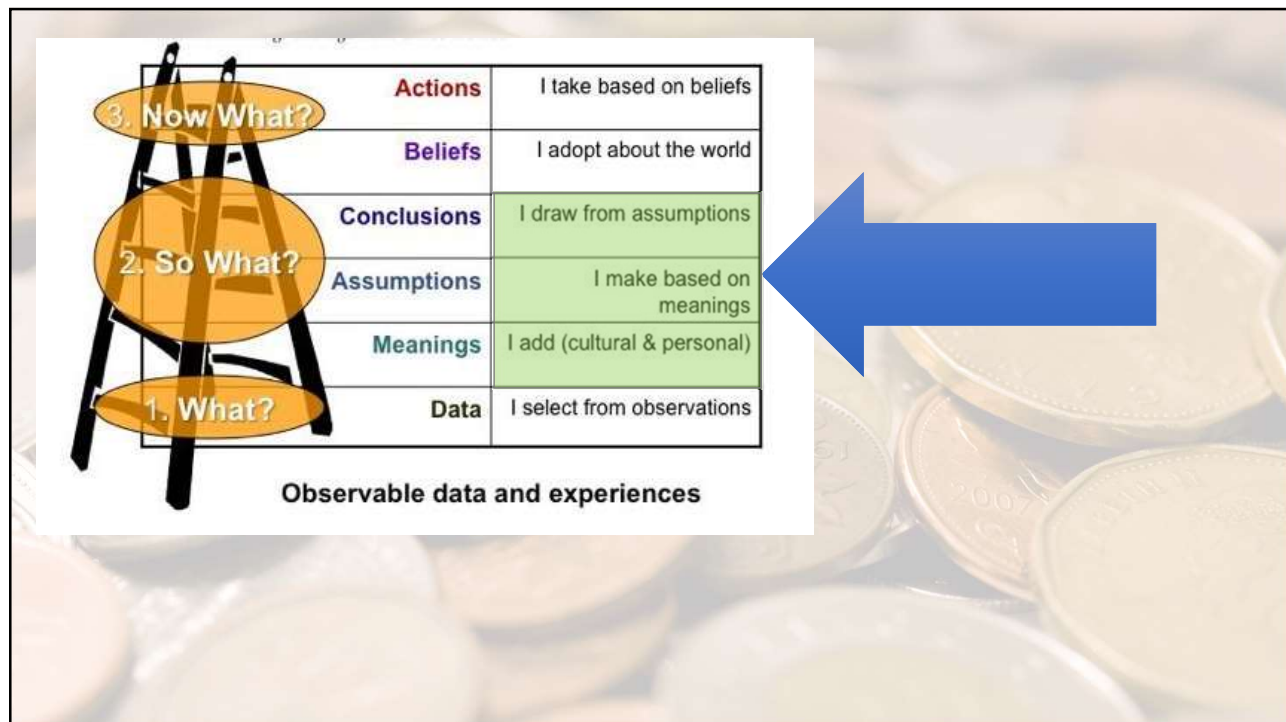 3. Now What?
Actions
I take based on beliefs
Beliefs
I adopt about the world
2. So What?
Conclusions
I draw from assumptions
Assumptions
I make based on
meanings
Meanings
I add (cultural & personal)
1. What?
Data
I select from observations
Observable data and experiences
2007